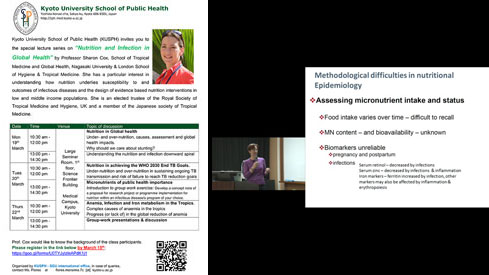 Kyoto University School of Public Health
Kyoto University School of Public Health (KUSPH) invites you to
the special lecture series on "Nutrition and Infection in
Global Health" by Professor Sharon Cox, School of Tropical
Medicine and Global Health, Nagasaki University & London School
of Hygiene & Tropical Medicine. She has a particular interest in
understanding how nutrition underlies susceptibility to and
outcomes of infectious diseases and the design of evidence based nutrition interventions in
low and middle income populations. She is an elected trustee of the Royal Society of
Tropical Medicine and Hygiene, UK and a member of the Japanese society of Tropical
Medicine.
Date Time Venue Topics of discussion
Mon
19th
March
10:30 am -
12:00 pm
13:00 pm -
14:30 pm
Tues
20th
March
10:30 am -
12:00 pm
13:00 pm -
14:30 pm
Thurs
22nd
March
10:30 am -
12:00 pm
13:00 pm -
14:30 pm
Large
Seminar
Room, 1st
floor,
Science
Frontier
Building
Medical
Campus,
Kyoto
University
Nutrition in Global health
Under- and over-nutrition, causes, assessment and global
health impacts.
Why should we care about stunting?
Understanding the nutrition and infection downward spiral
Nutrition in achieving the WHO 2030 End TB Goals.
Under-nutrition and over-nutrition in sustaining ongoing TB
transmission and risk of failure to reach TB reduction goals
Micronutrients of public health importance
Introduction to group work exercise: Develop a concept note of
a proposal for research project or programme implementation for
nutrition within an infectious disease/s program of your choice.
Anemia, Infection and Iron metabolism in the Tropics.
Complex causes of anaemia in the tropics
Progress (or lack of) in the global reduction of anemia
Group-work presentations & discussion
Prof. Cox would like to know the background of the class participants.
Please register in the link below by March 15th
Methodological difficulties in nutritional
Epidemiology
❖Assessing micronutrient intake and status
❖Food intake varies over time – difficult to recall
❖MN content – and bioavailability – unknown
❖Biomarkers unreliable
▪pregnancy and postpartum
▪infections
Serum retinol – decreased by infections
Serum zinc – decreased by infections & inflammation
Iron markers – ferritin increased by infection, other
markers may also be affected by inflammation &
erythropoiesis